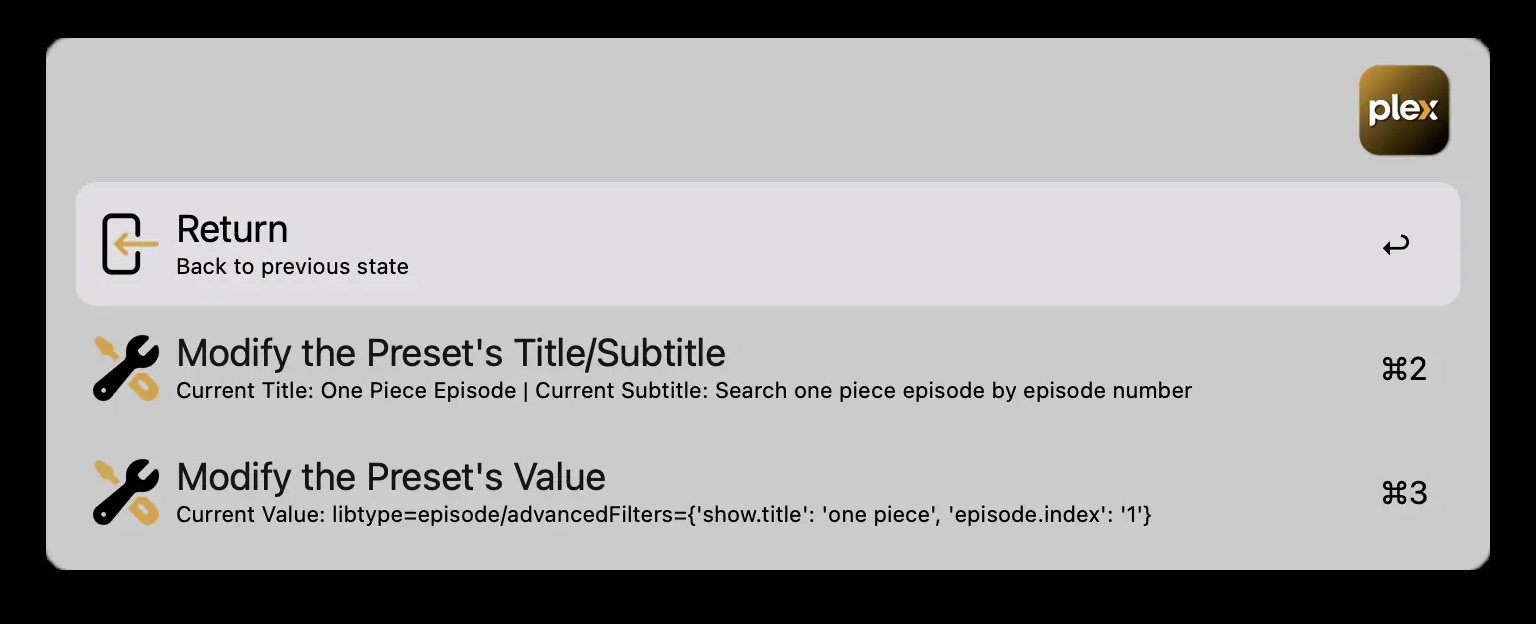 plex
Return
Back to previous state
↩
Modify the Preset's Title/Subtitle
Current Title: One Piece Episode | Current Subtitle: Search one piece episode by episode number
⌘2
Modify the Preset's Value
Current Value: libtype=episode/advancedFilters={'show.title': 'one piece', 'episode.index': '1'}
⌘3